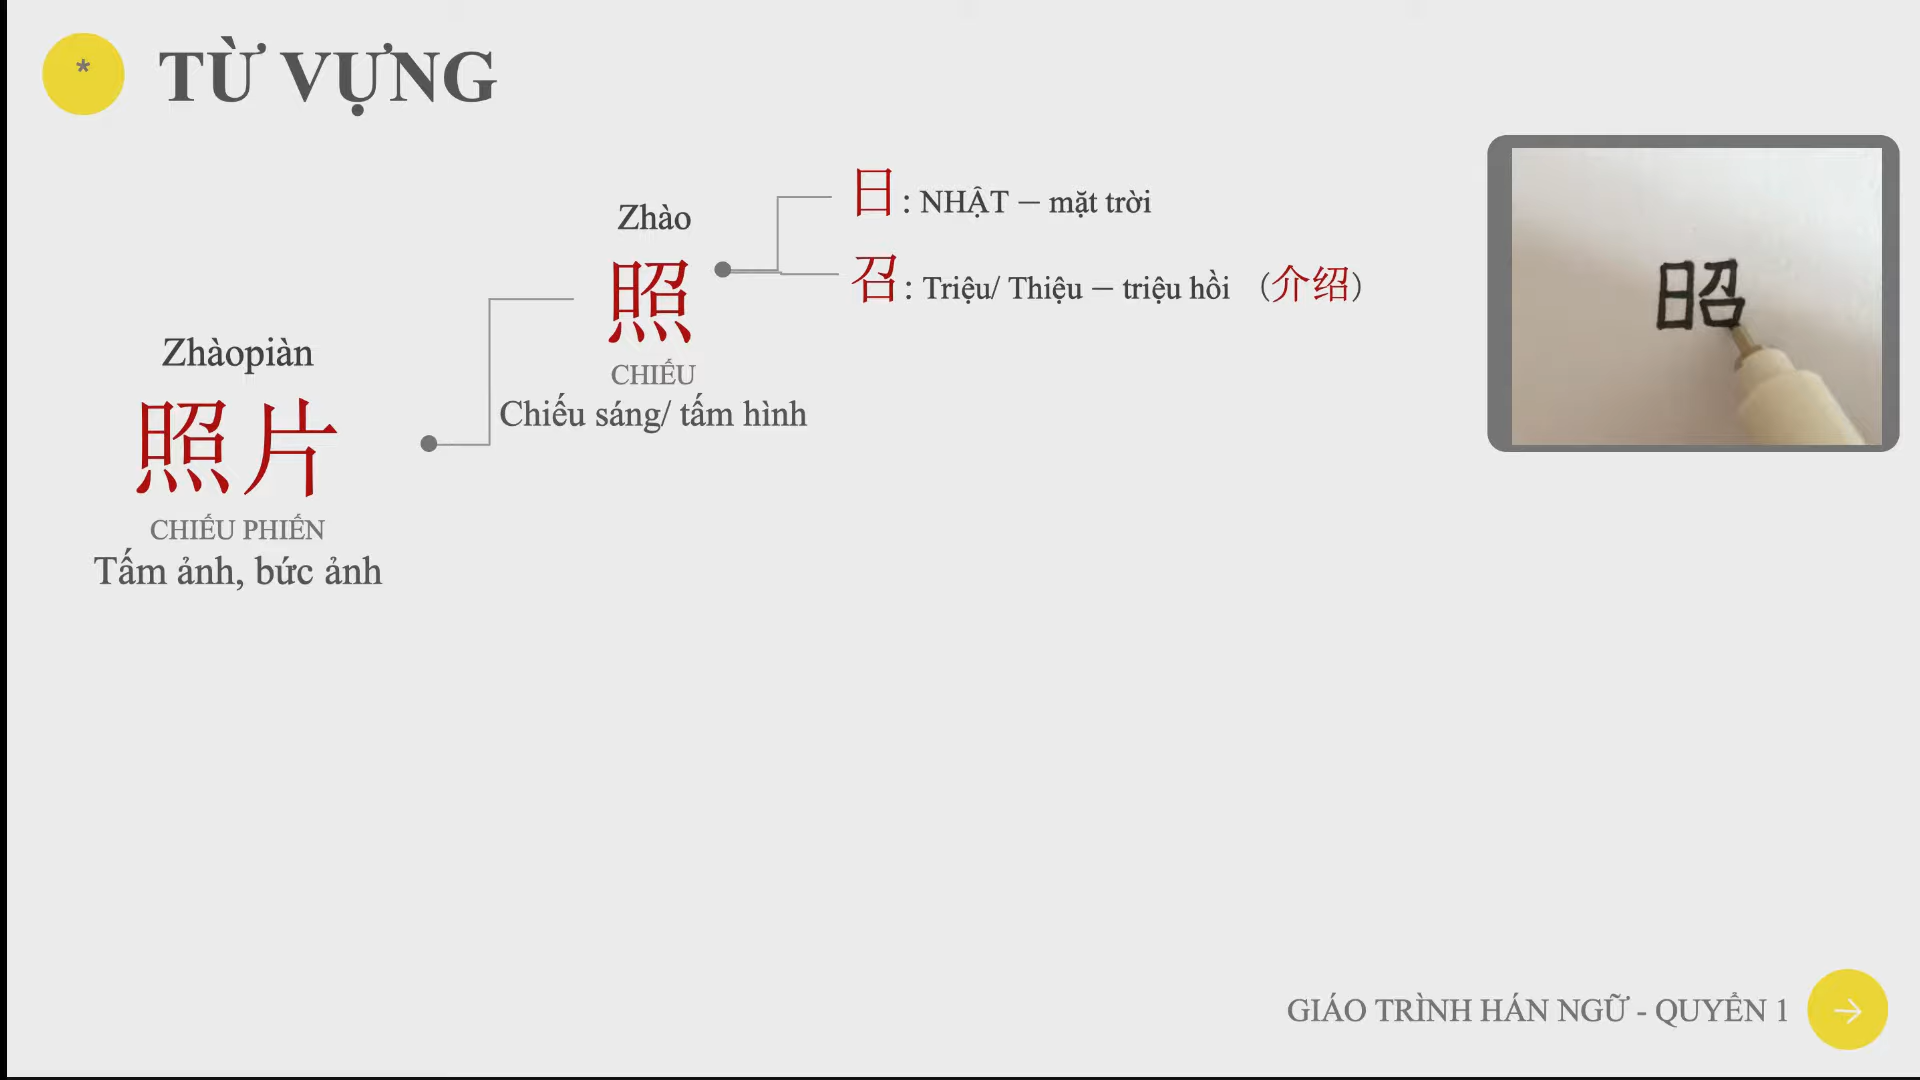 *
TỪ VỰNG
Zhàopiàn
照片
CHIẾU PHIẾN
Tấm ảnh, bức ảnh
Zhào
照
CHIẾU
Chiếu sáng/ tấm hình
日: NHẬT – mặt trời
召: Triệu/ Thiệu – triệu hồi （介绍）
昭
GIÁO TRÌNH HÁN NGỮ - QUYỂN 1